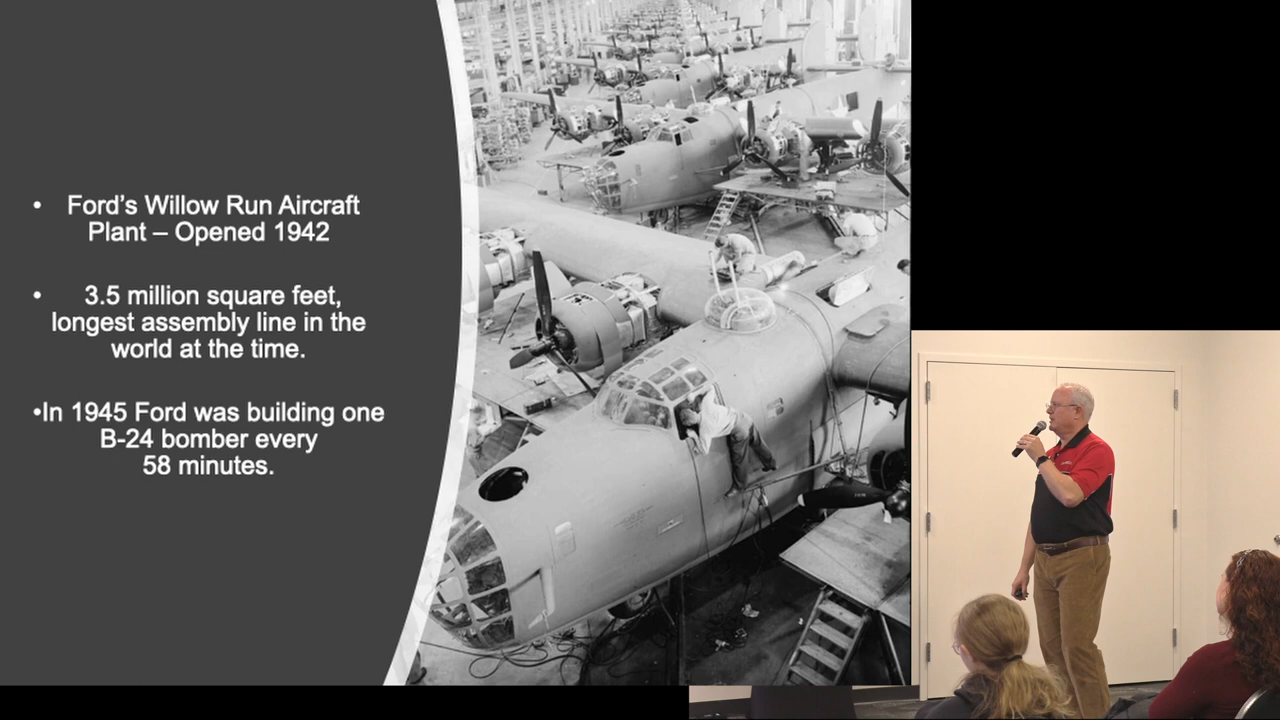 • Ford’s Willow Run Aircraft
Plant – Opened 1942
• 3.5 million square feet,
longest assembly line in the
world at the time.
•In 1945 Ford was building one
B-24 bomber every
58 minutes.